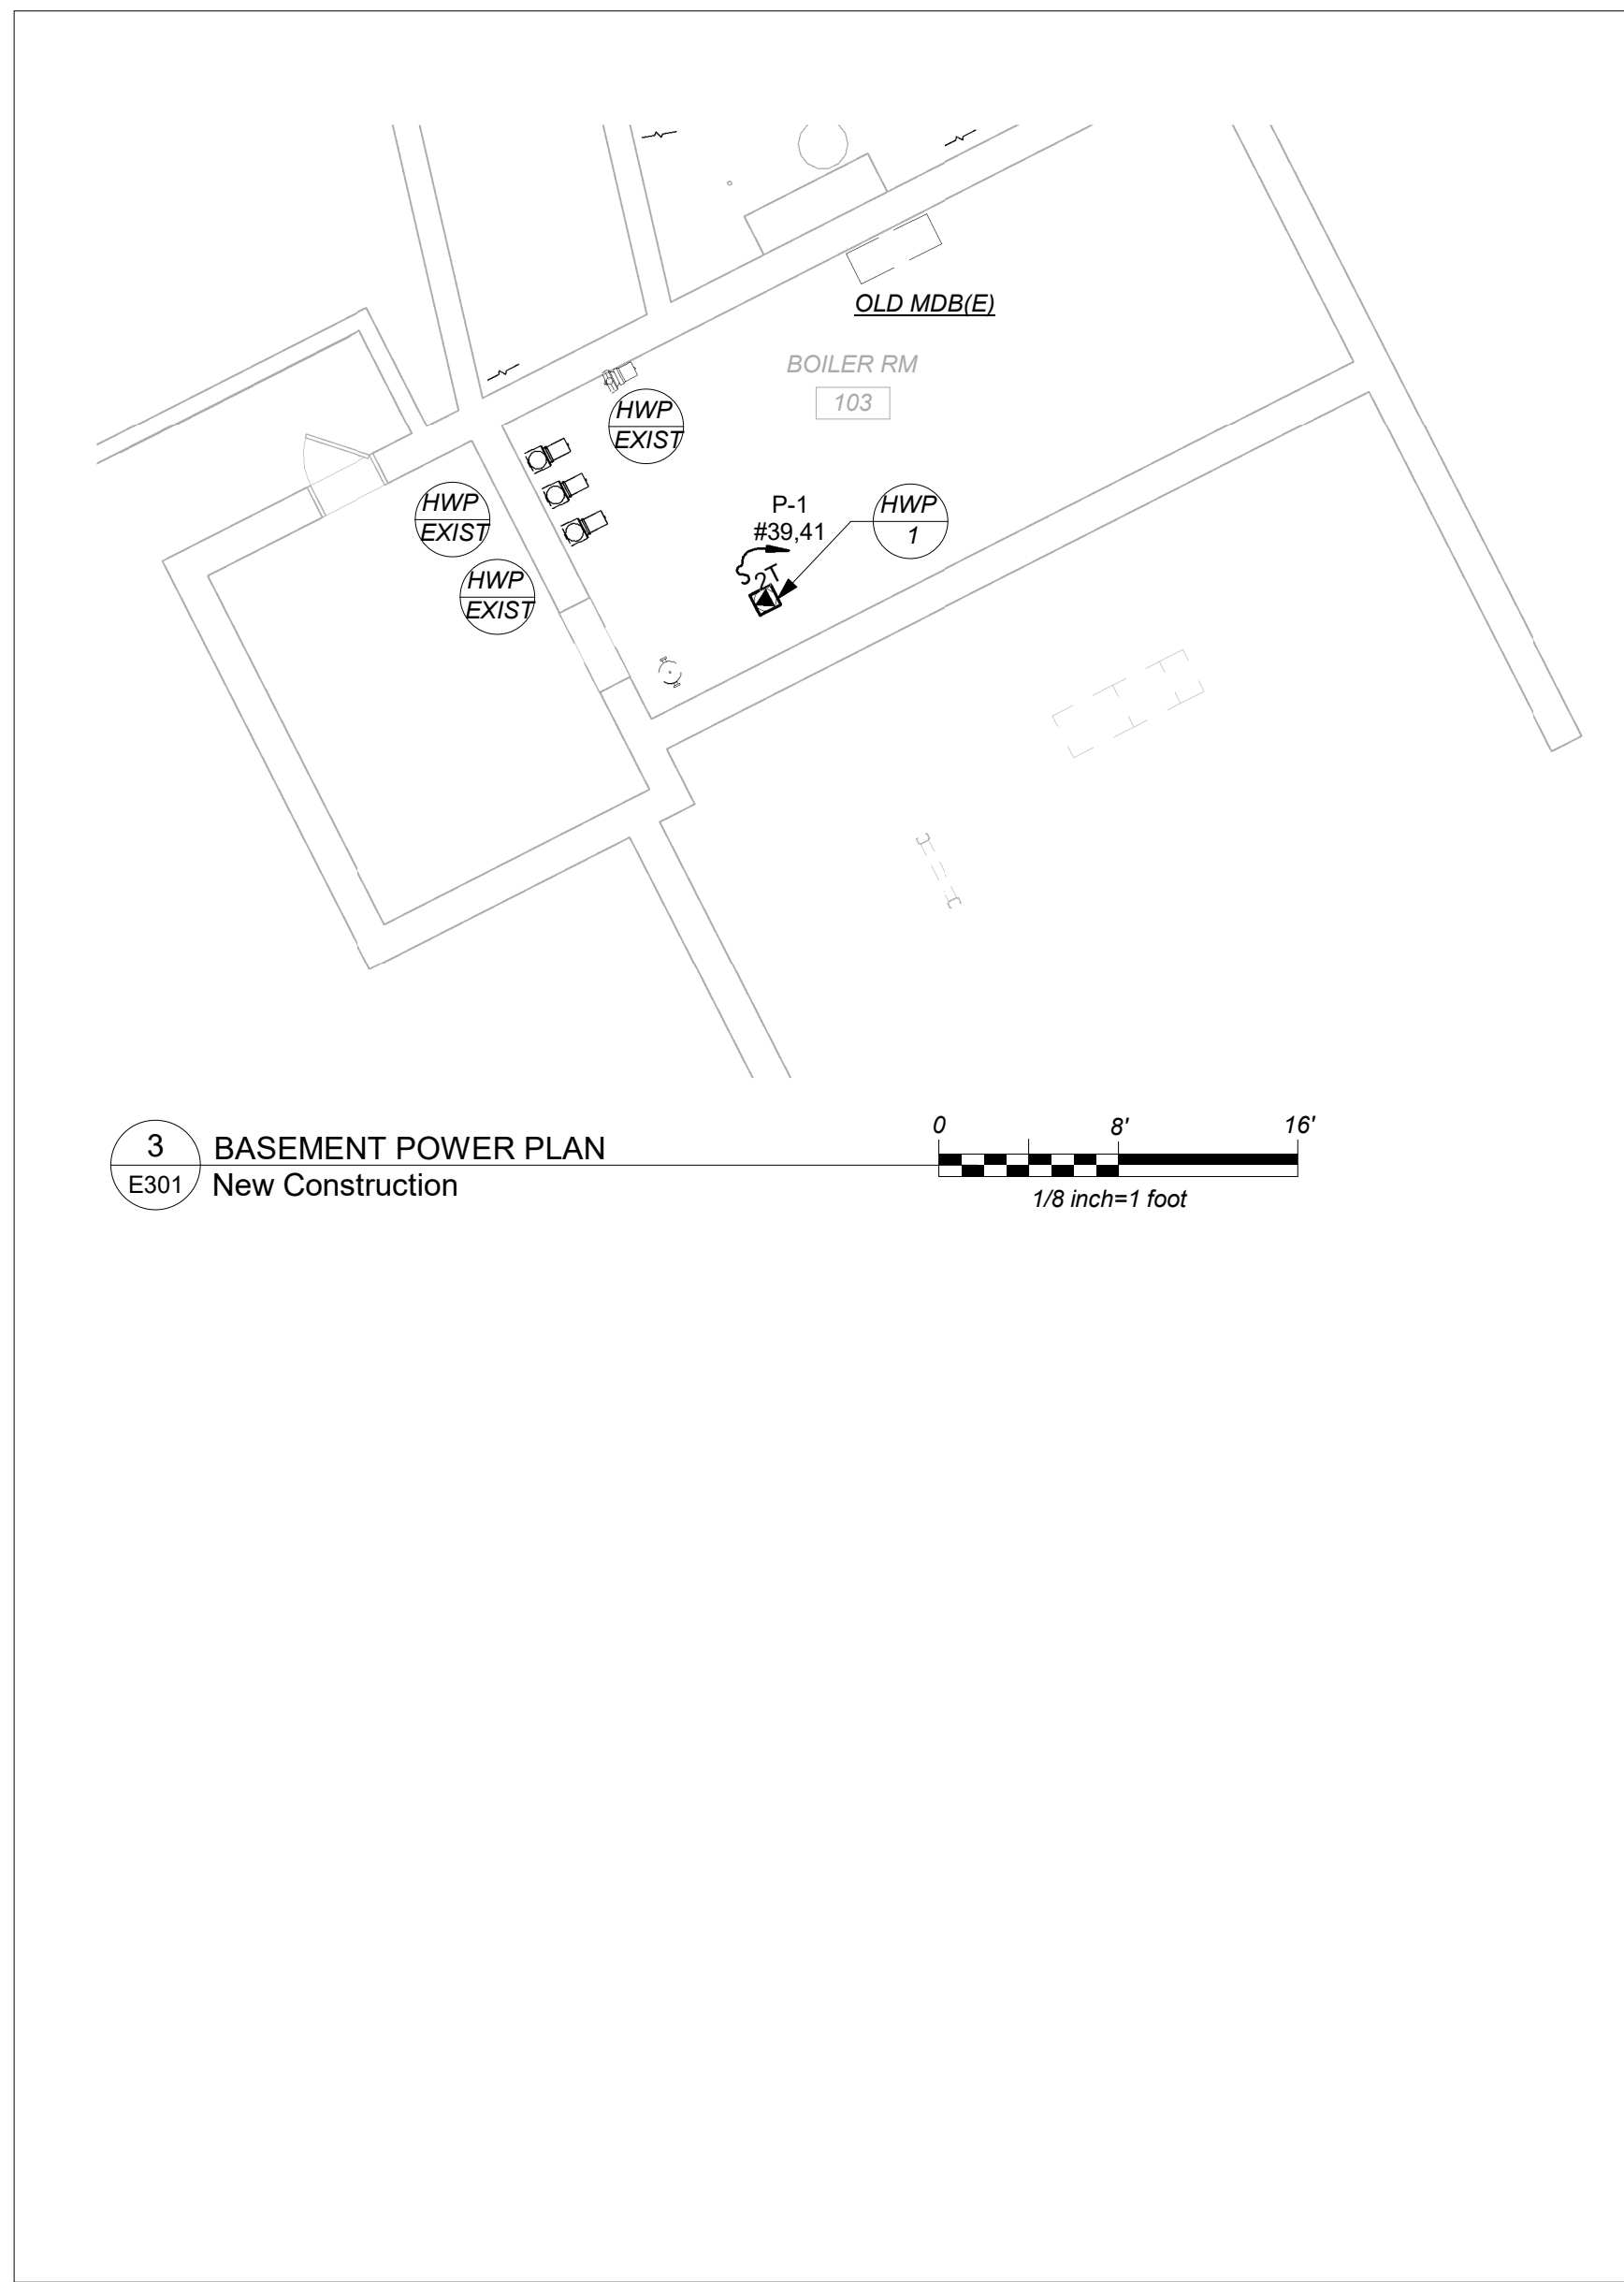 OLD MDB(E)
BOILER RM
103
HWP
EXIST
HWP
EXIST
HWP
EXIST
P-1
#39,41
HWP
1
2T
3
E301
BASEMENT POWER PLAN
New Construction
0
8'
16'
1/8 inch=1 foot